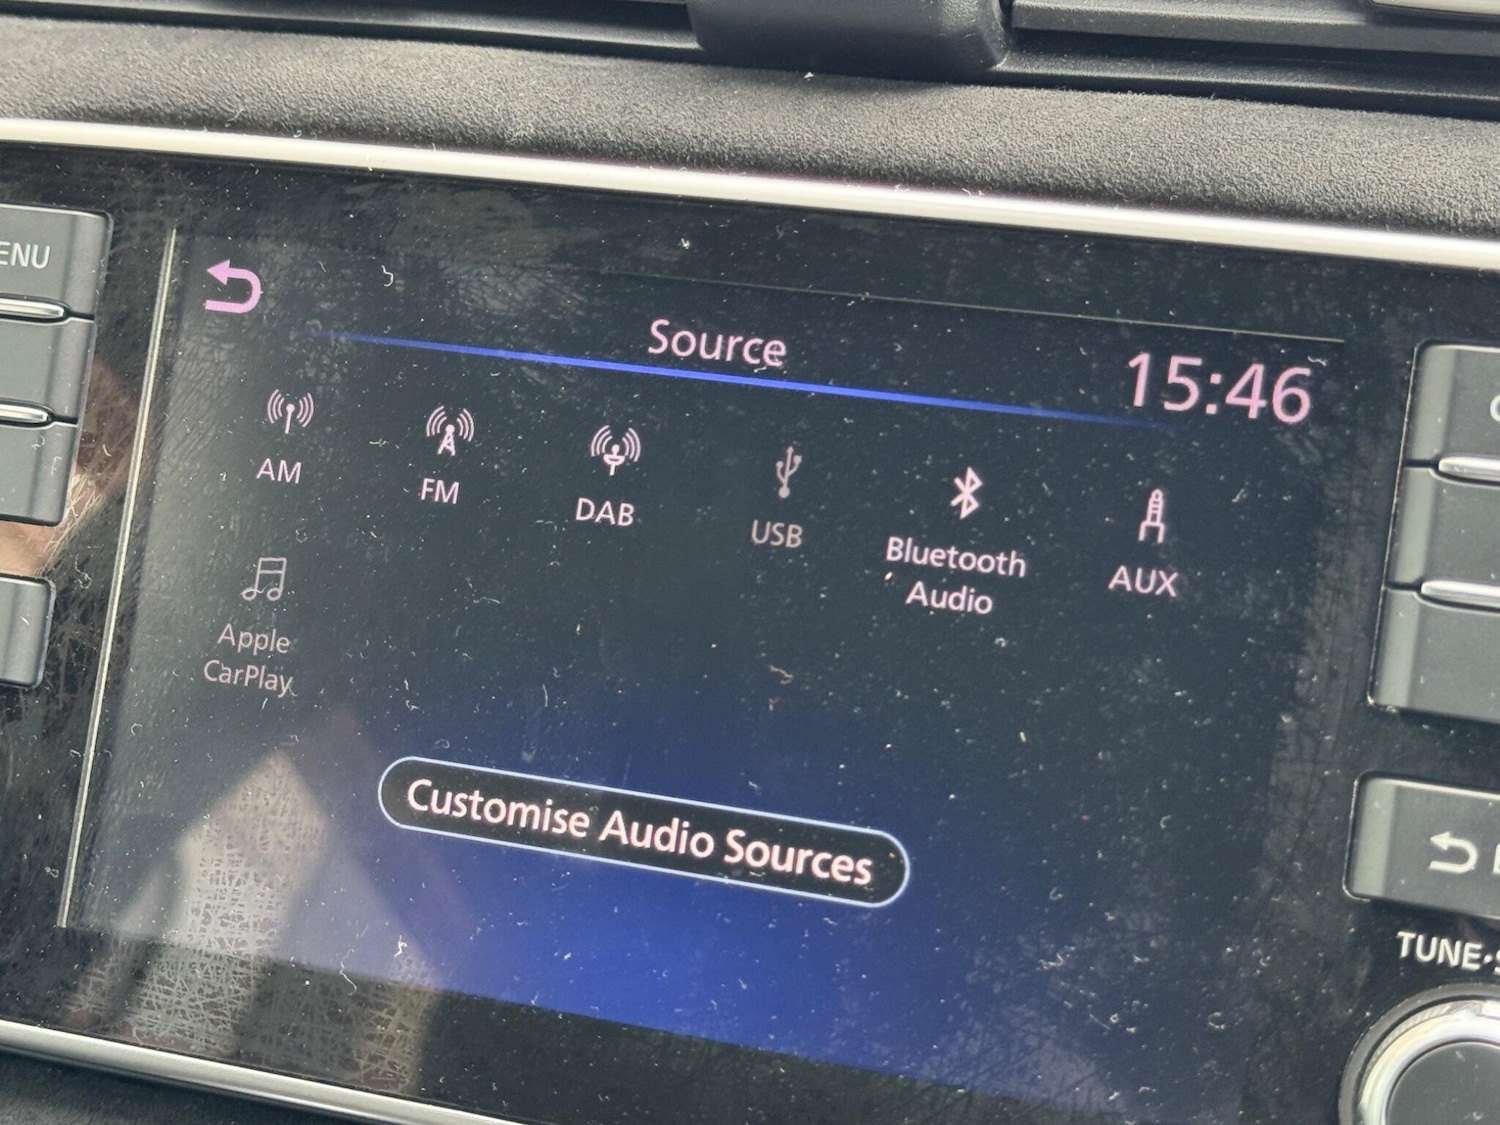 ENU
Source
15:46
AM
FM
DAB
USB
Bluetooth
Audio
AUX
Apple
CarPlay
Customise Audio Sources
TUNE